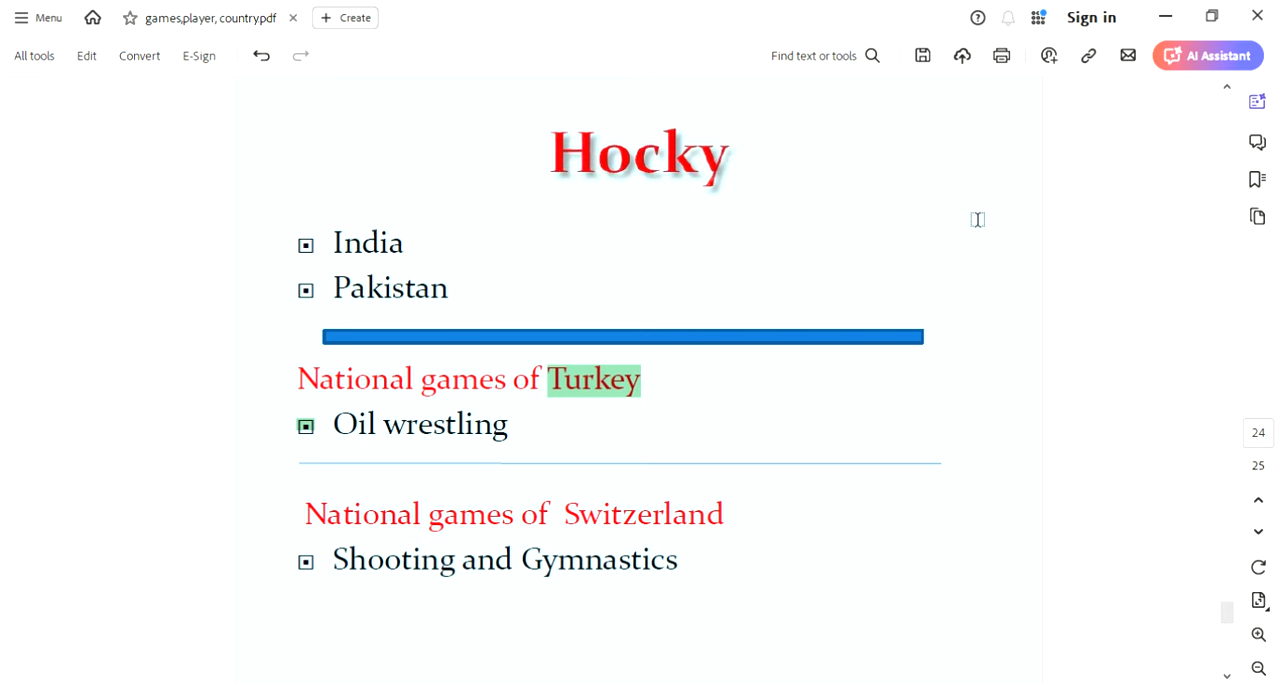 Menu
games,player, country.pdf
Create
Sign in
All tools
Edit
Convert
E-Sign
Find text or tools
AI Assistant
Hocky
India
Pakistan
National games of Turkey
Oil wrestling
National games of Switzerland
Shooting and Gymnastics
24
25